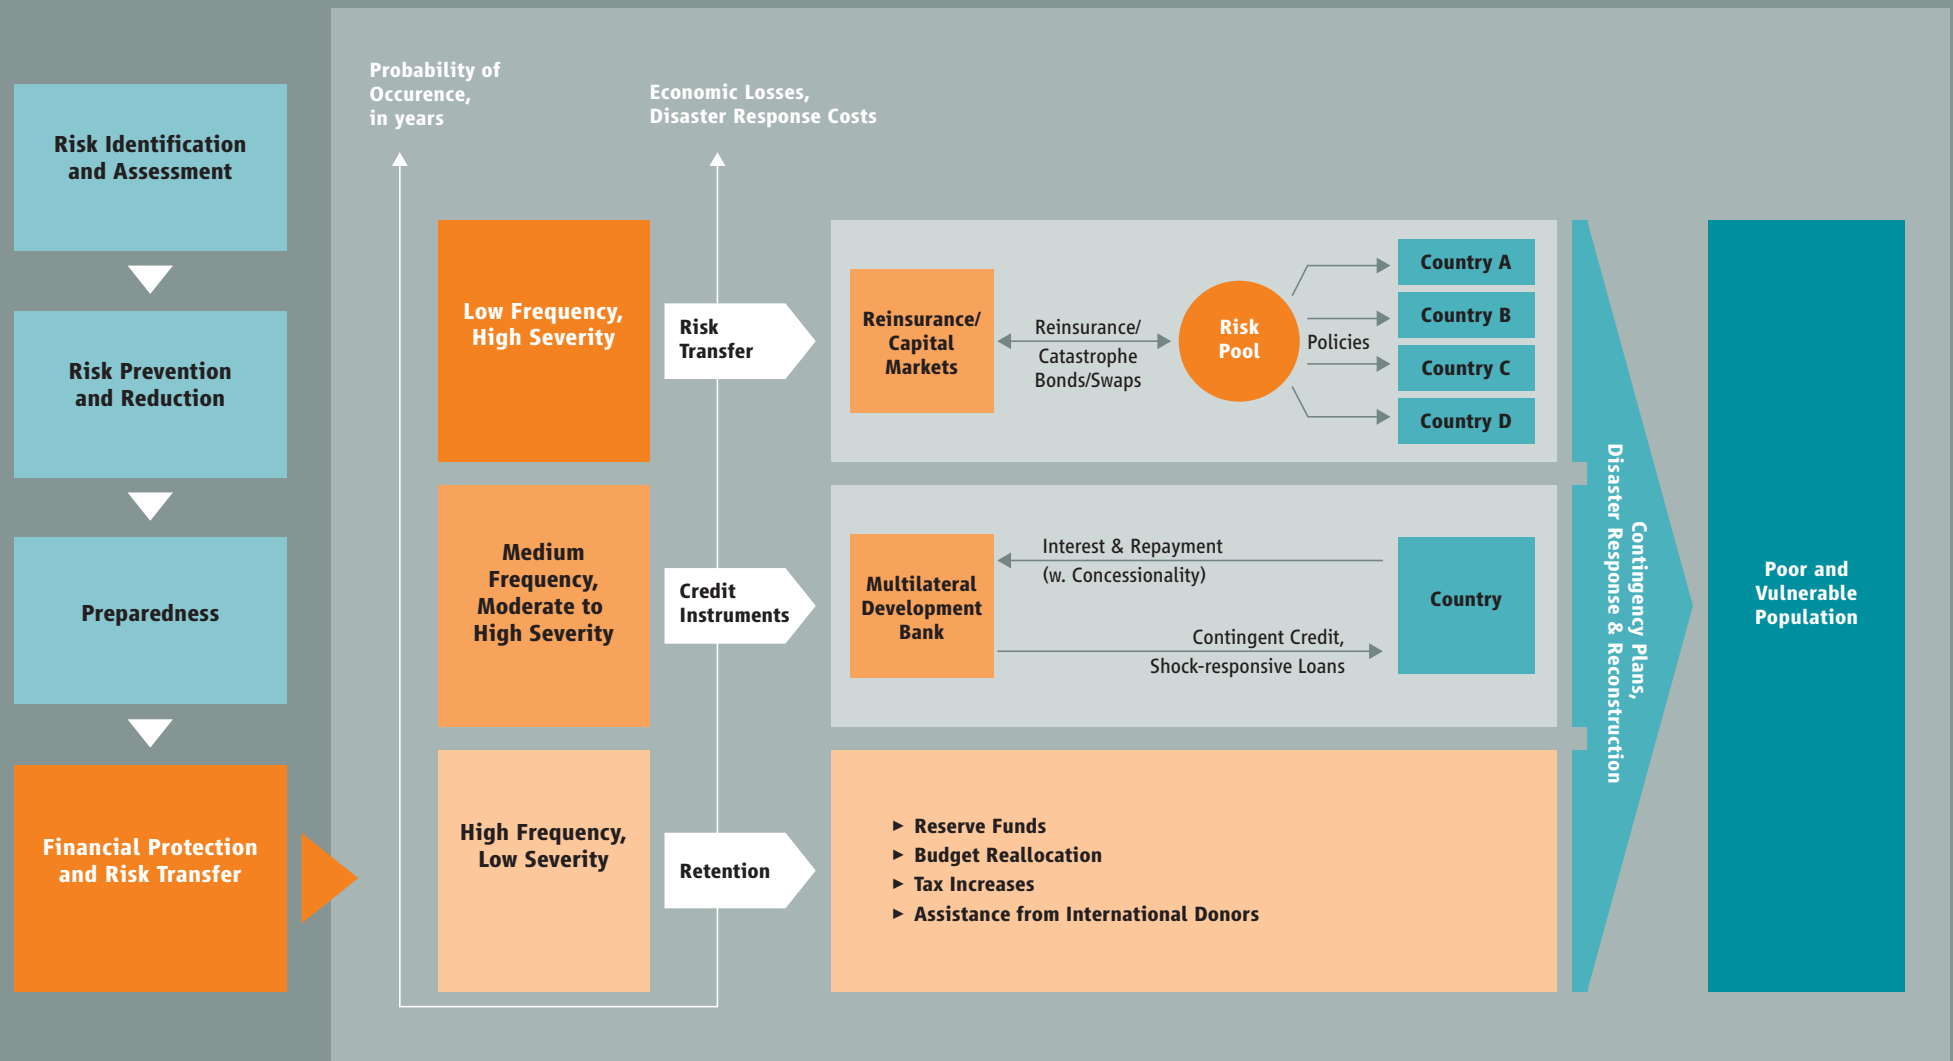 Risk Identification
and Assessment
Risk Prevention
and Reduction
Preparedness
Financial Protection
and Risk Transfer
Probability of
Occurence,
in years
Economic Losses,
Disaster Response Costs
Low Frequency,
High Severity
Risk
Transfer
Reinsurance/
Capital
Markets
Reinsurance/
Catastrophe
Bonds/Swaps
Risk
Pool
Policies
Country A
Country B
Country C
Country D
Medium
Frequency,
Moderate to
High Severity
Credit
Instruments
Multilateral
Development
Bank
Interest & Repayment
(w. Concessionality)
Contingent Credit,
Shock-responsive Loans
Country
High Frequency,
Low Severity
Retention
► Reserve Funds
► Budget Reallocation
► Tax Increases
► Assistance from International Donors
Contingency Plans,
Disaster Response & Reconstruction
Poor and
Vulnerable
Population